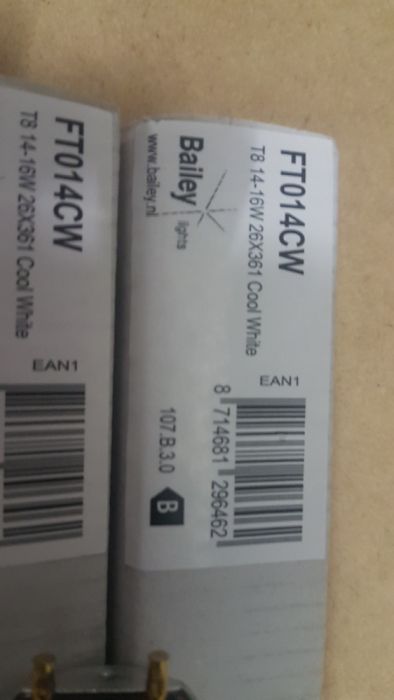 FT014CW
T8 14-16W 26X361 Cool White
EAN1
FT014CW
T8 14-16W 26X361 Cool White
Bailey
lights
www.bailey.nl
EAN1
8 714681 296462
107.B.3.0
B